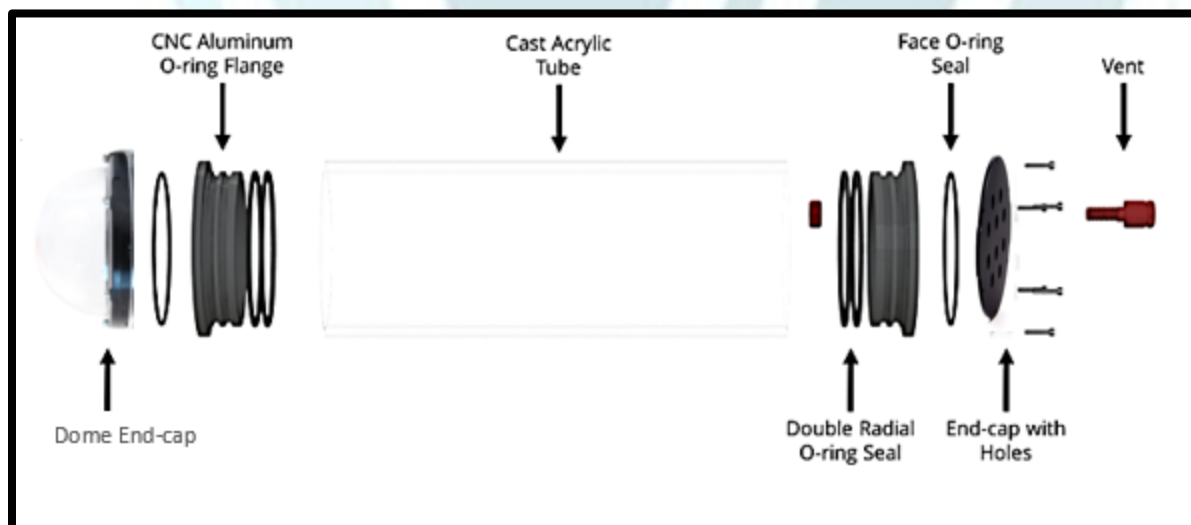 CNC Aluminum
O-ring Flange
Cast Acrylic
Tube
Face O-ring
Seal
Vent
Dome End-cap
Double Radial
O-ring Seal
End-cap with
Holes